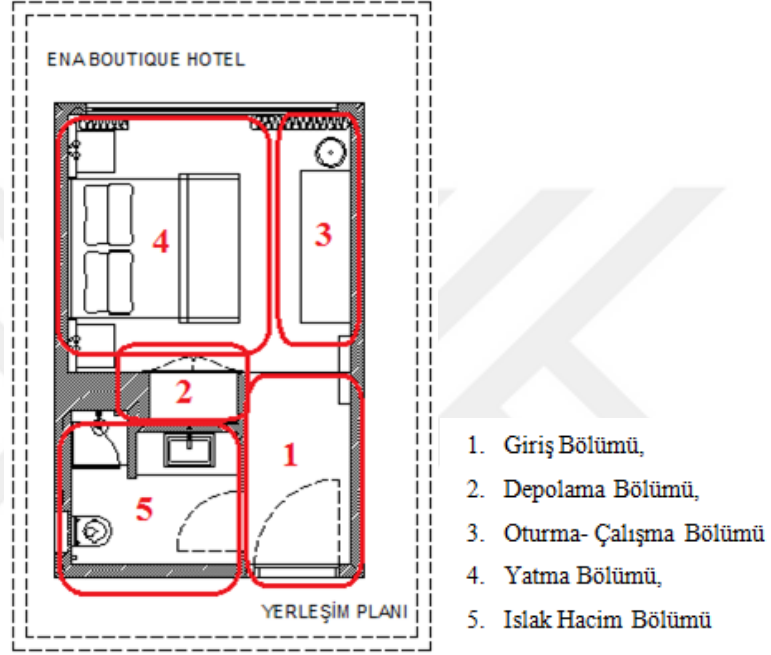 ENA BOUTIQUE HOTEL
4
3
2
1
5
YERLEŞİM PLANI
1. Giriş Bölümü,
2. Depolama Bölümü,
3. Oturma- Çalışma Bölümü
4. Yatma Bölümü,
5. Islak Hacim Bölümü